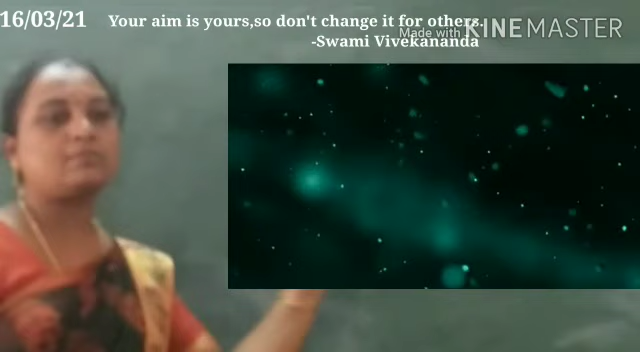 16/03/21 Your aim is yours,so don't change it for others.
-Swami Vivekananda
Made with KINEMASTER